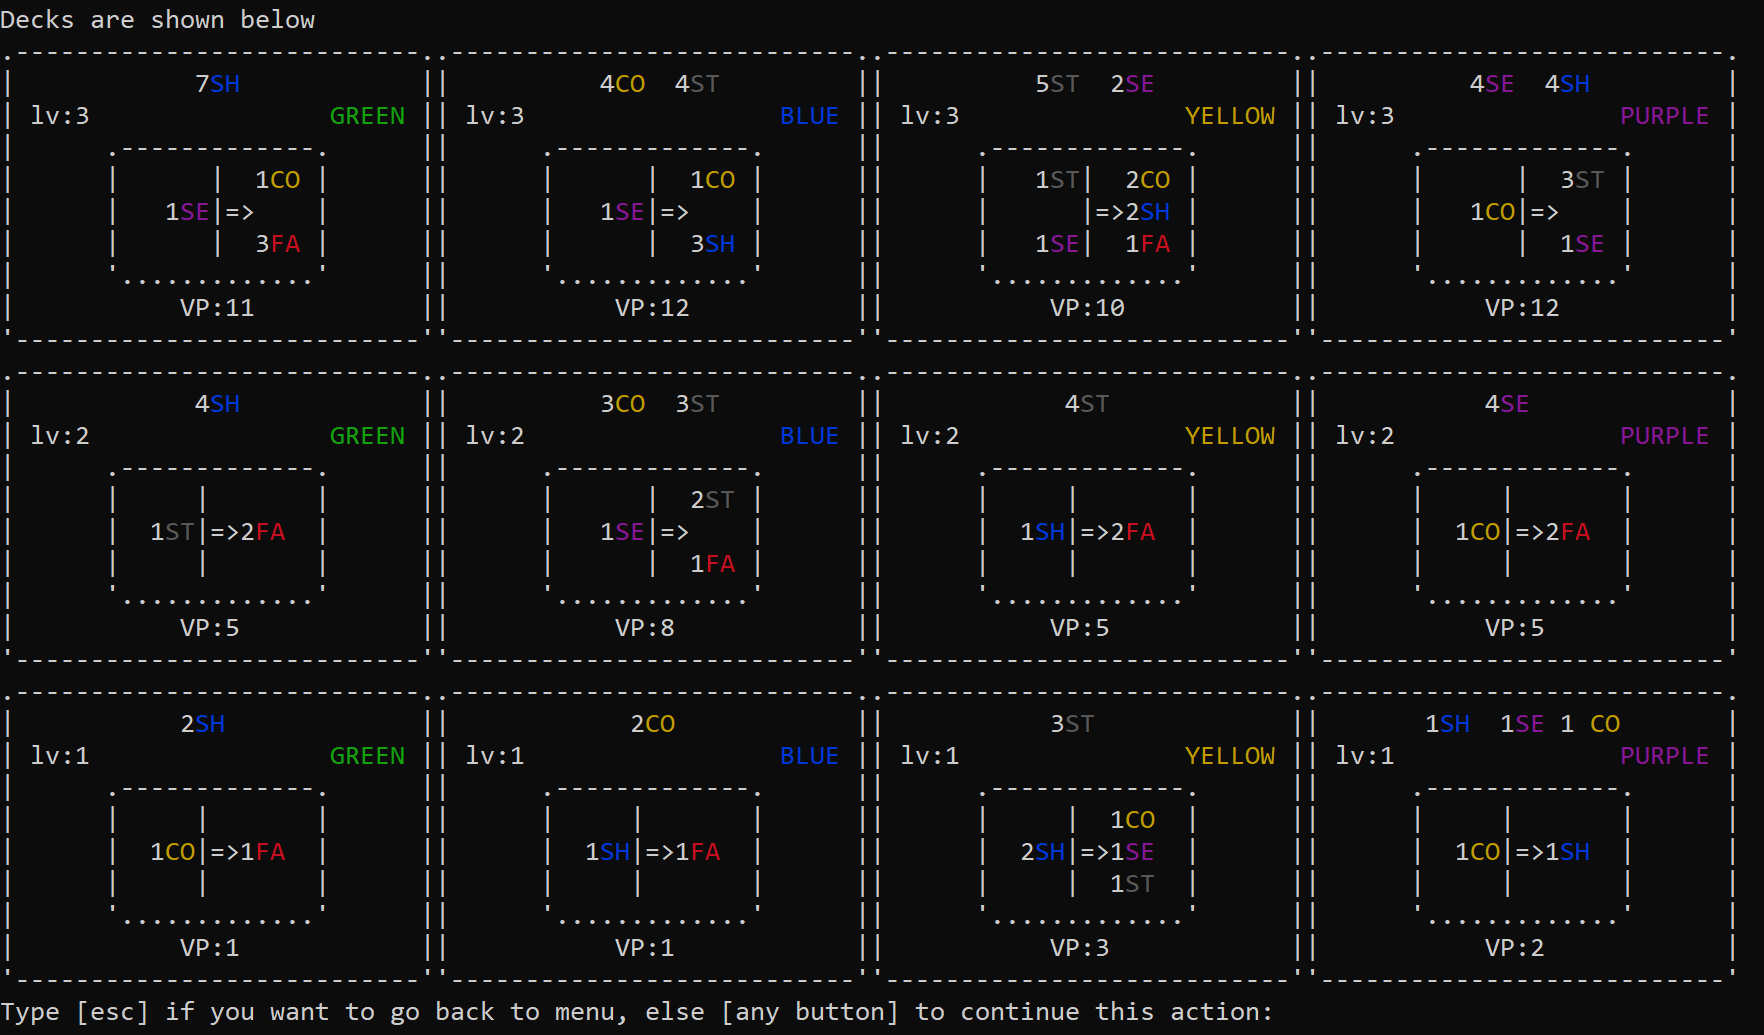 Decks are shown below
.---------------------------..---------------------------..---------------------------..---------------------------.
|            7SH            ||          4CO  4ST         ||          5ST  2SE         ||          4SE  4SH         |
| lv:3                GREEN || lv:3                 BLUE || lv:3               YELLOW || lv:3               PURPLE |
|      .-------------.      ||      .-------------.      ||      .-------------.      ||      .-------------.      |
|      |      |  1CO |      ||      |      |  1CO |      ||      |   1ST|  2CO |      ||      |      |  3ST |      |
|      |   1SE|=>    |      ||      |   1SE|=>    |      ||      |      |=>2SH |      ||      |   1CO|=>    |      |
|      |      |  3FA |      ||      |      |  3SH |      ||      |   1SE|  1FA |      ||      |      |  1SE |      |
|      '.............'      ||      '.............'      ||      '.............'      ||      '.............'      |
|           VP:11           ||           VP:12           ||           VP:10           ||           VP:12           |
'---------------------------''---------------------------''---------------------------''---------------------------'
.---------------------------..---------------------------..---------------------------..---------------------------.
|            4SH            ||          3CO  3ST         ||            4ST            ||           4SE             |
| lv:2                GREEN || lv:2                 BLUE || lv:2               YELLOW || lv:2               PURPLE |
|      .-------------.      ||      .-------------.      ||      .-------------.      ||      .-------------.      |
|      |     |       |      ||      |      |  2ST |      ||      |     |       |      ||      |     |       |      |
|      |  1ST|=>2FA  |      ||      |   1SE|=>    |      ||      |  1SH|=>2FA  |      ||      |  1CO|=>2FA  |      |
|      |     |       |      ||      |      |  1FA |      ||      |     |       |      ||      |     |       |      |
|      '.............'      ||      '.............'      ||      '.............'      ||      '.............'      |
|           VP:5            ||           VP:8            ||           VP:5            ||           VP:5            |
'---------------------------''---------------------------''---------------------------''---------------------------'
.---------------------------..---------------------------..---------------------------..---------------------------.
|           2SH             ||            2CO            ||           3ST             ||       1SH  1SE 1 CO       |
| lv:1                GREEN || lv:1                 BLUE || lv:1               YELLOW || lv:1               PURPLE |
|      .-------------.      ||      .-------------.      ||      .-------------.      ||      .-------------.      |
|      |     |       |      ||      |     |       |      ||      |     |  1CO  |      ||      |     |       |      |
|      |  1CO|=>1FA  |      ||      |  1SH|=>1FA  |      ||      |  2SH|=>1SE  |      ||      |  1CO|=>1SH  |      |
|      |     |       |      ||      |     |       |      ||      |     |  1ST  |      ||      |     |       |      |
|      '.............'      ||      '.............'      ||      '.............'      ||      '.............'      |
|           VP:1            ||           VP:1            ||           VP:3            ||           VP:2            |
'---------------------------''---------------------------''---------------------------''---------------------------'
Type [esc] if you want to go back to menu, else [any button] to continue this action: